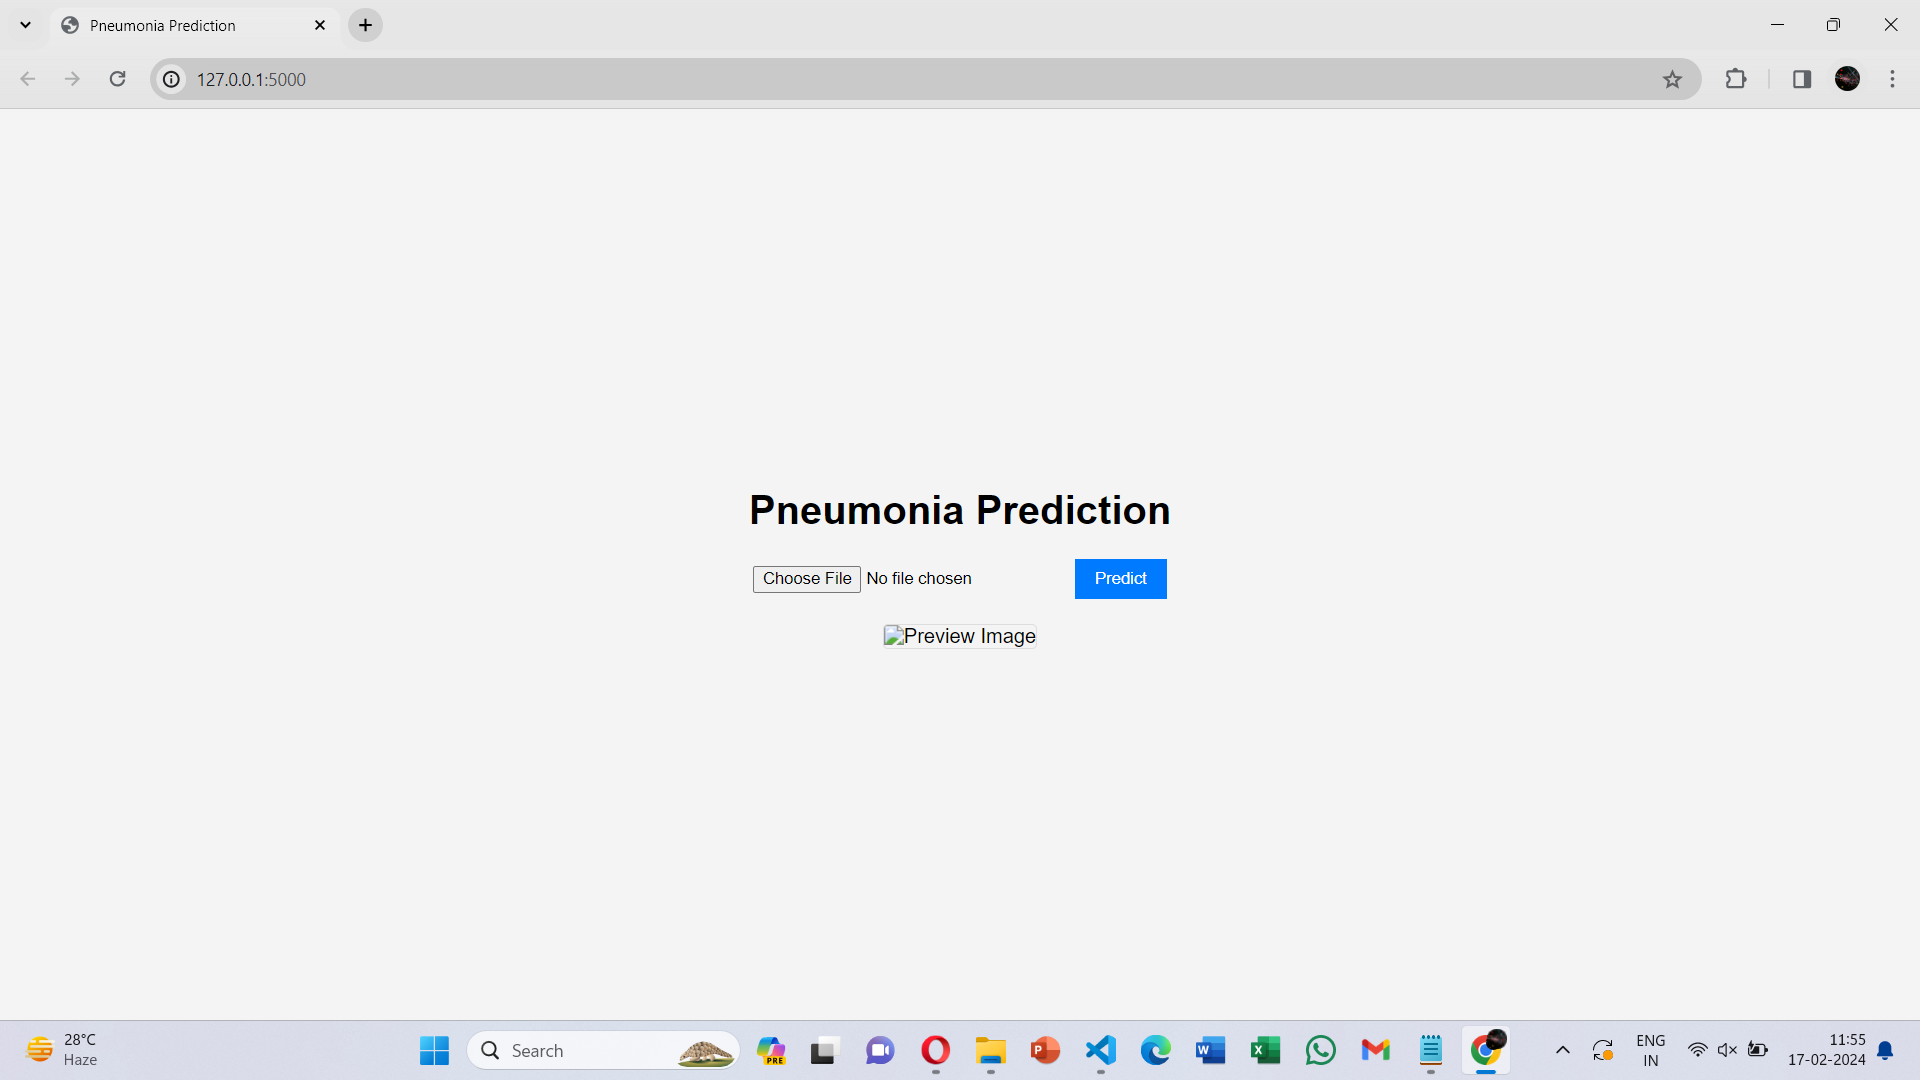 Pneumonia Prediction
127.0.0.1:5000
Pneumonia Prediction
Choose File No file chosen Predict
Preview Image
28°C
Haze
Search
PRE
P
W
X
ENG
IN
11:55
17-02-2024